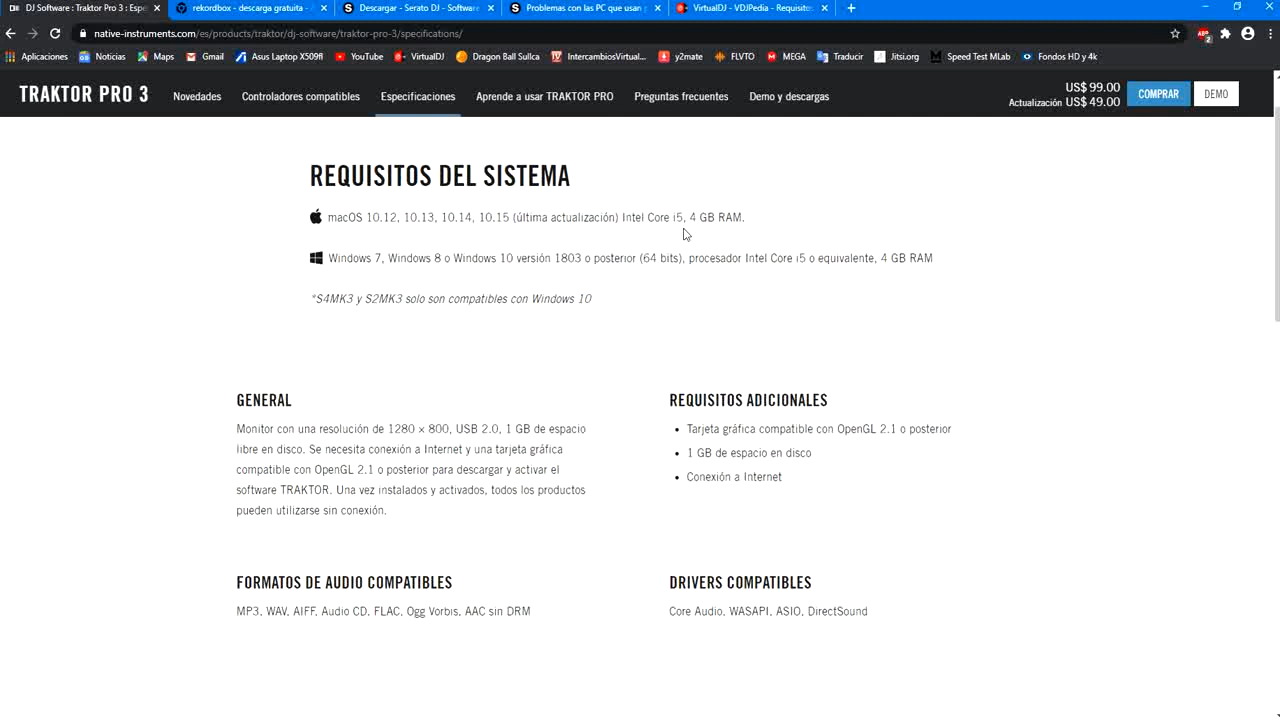 DJ Software : Traktor Pro 3 : Espe
rekordbox - descarga gratuita - J
Descargar - Serato DJ - Software
Problemas con las PC que usan p
VirtualDJ - VDJPedia - Requisitos
native-instruments.com/es/products/traktor/dj-software/traktor-pro-3/specifications/
ABP
2
Aplicaciones
Noticias
Maps
Gmail
Asus Laptop X509fl
YouTube
VirtualDJ
Dragon Ball Sullca
IntercambiosVirtual...
y2mate
FLVTO
MEGA
Traducir
Jitsi.org
Speed Test MLab
Fondos HD y 4k
TRAKTOR PRO 3
Novedades
Controladores compatibles
Especificaciones
Aprende a usar TRAKTOR PRO
Preguntas frecuentes
Demo y descargas
US$ 99.00
Actualización US$ 49.00
COMPRAR
DEMO
REQUISITOS DEL SISTEMA
macOS 10.12, 10.13, 10.14, 10.15 (última actualización) Intel Core i5, 4 GB RAM.
Windows 7, Windows 8 o Windows 10 versión 1803 o posterior (64 bits), procesador Intel Core i5 o equivalente, 4 GB RAM
*S4MK3 y S2MK3 solo son compatibles con Windows 10
GENERAL
Monitor con una resolución de 1280 × 800, USB 2.0, 1 GB de espacio
libre en disco. Se necesita conexión a Internet y una tarjeta gráfica
compatible con OpenGL 2.1 o posterior para descargar y activar el
software TRAKTOR. Una vez instalados y activados, todos los productos
pueden utilizarse sin conexión.
REQUISITOS ADICIONALES
• Tarjeta gráfica compatible con OpenGL 2.1 o posterior
• 1 GB de espacio en disco
• Conexión a Internet
FORMATOS DE AUDIO COMPATIBLES
MP3, WAV, AIFF, Audio CD, FLAC, Ogg Vorbis, AAC sin DRM
DRIVERS COMPATIBLES
Core Audio, WASAPI, ASIO, DirectSound